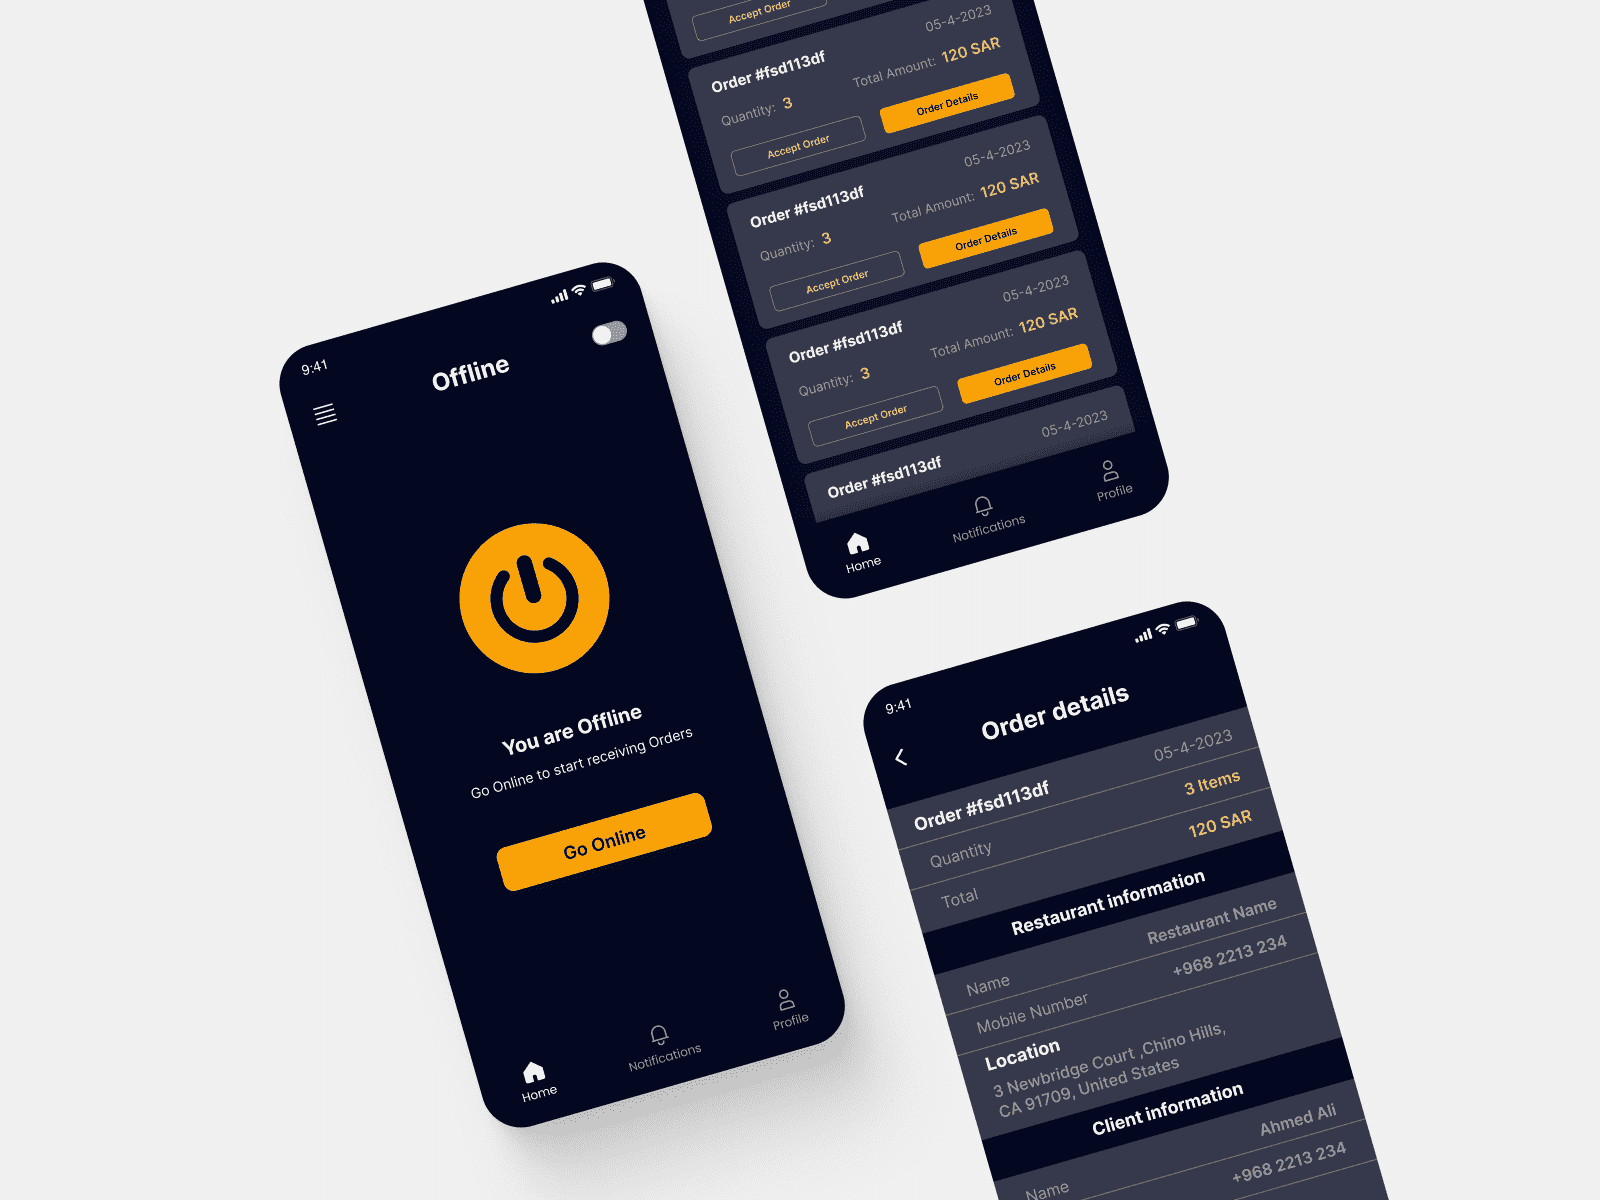 9:41
Offline
You are Offline
Go Online to start receiving Orders
Go Online
Home
Notifications
Profile
Accept Order
05-4-2023
Order #fsd113df
Total Amount: 120 SAR
Quantity: 3
Order Details
Accept Order
05-4-2023
Order #fsd113df
Total Amount: 120 SAR
Quantity: 3
Order Details
Accept Order
05-4-2023
Order #fsd113df
Total Amount: 120 SAR
Quantity: 3
Order Details
Accept Order
05-4-2023
Order #fsd113df
Home
Notifications
Profile
9:41
Order details
Order #fsd113df 05-4-2023
Quantity 3 Items
Total 120 SAR
Restaurant information
Name Restaurant Name
Mobile Number +968 2213 234
Location
3 Newbridge Court ,Chino Hills,
CA 91709, United States
Client information
Name Ahmed Ali
+968 2213 234